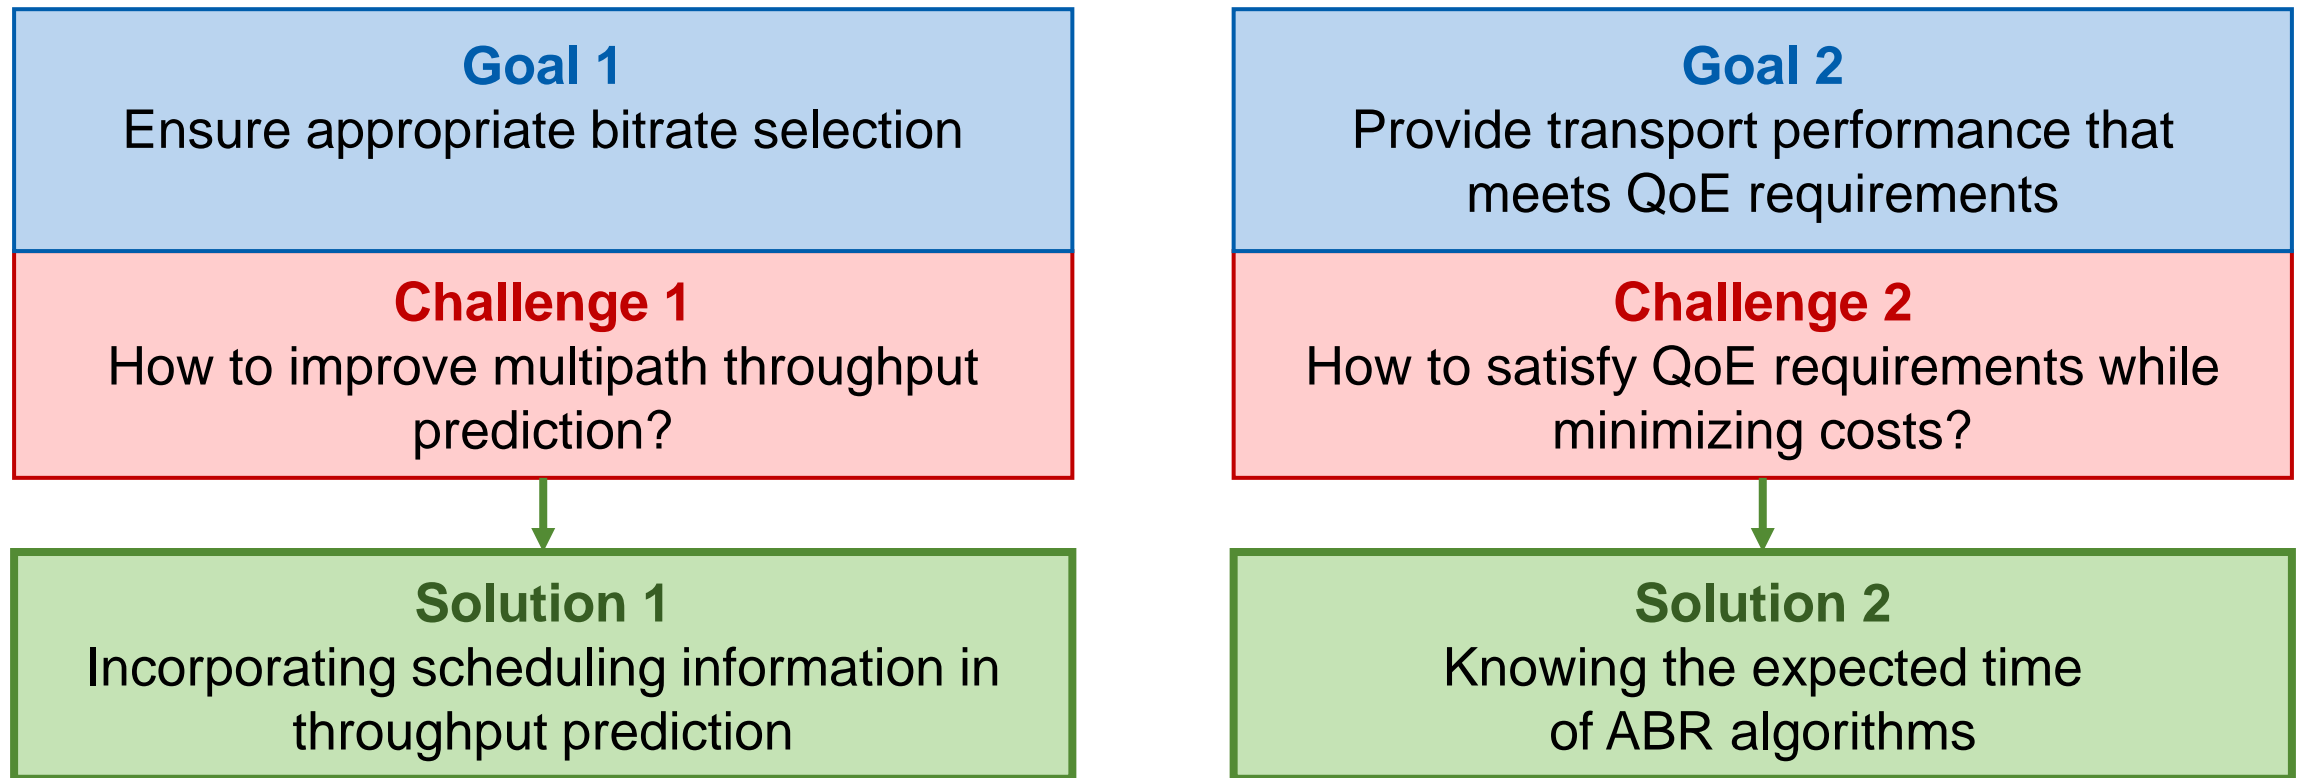 Goal 1
Ensure appropriate bitrate selection
Challenge 1
How to improve multipath throughput
prediction?
Solution 1
Incorporating scheduling information in
throughput prediction
Goal 2
Provide transport performance that
meets QoE requirements
Challenge 2
How to satisfy QoE requirements while
minimizing costs?
Solution 2
Knowing the expected time
of ABR algorithms